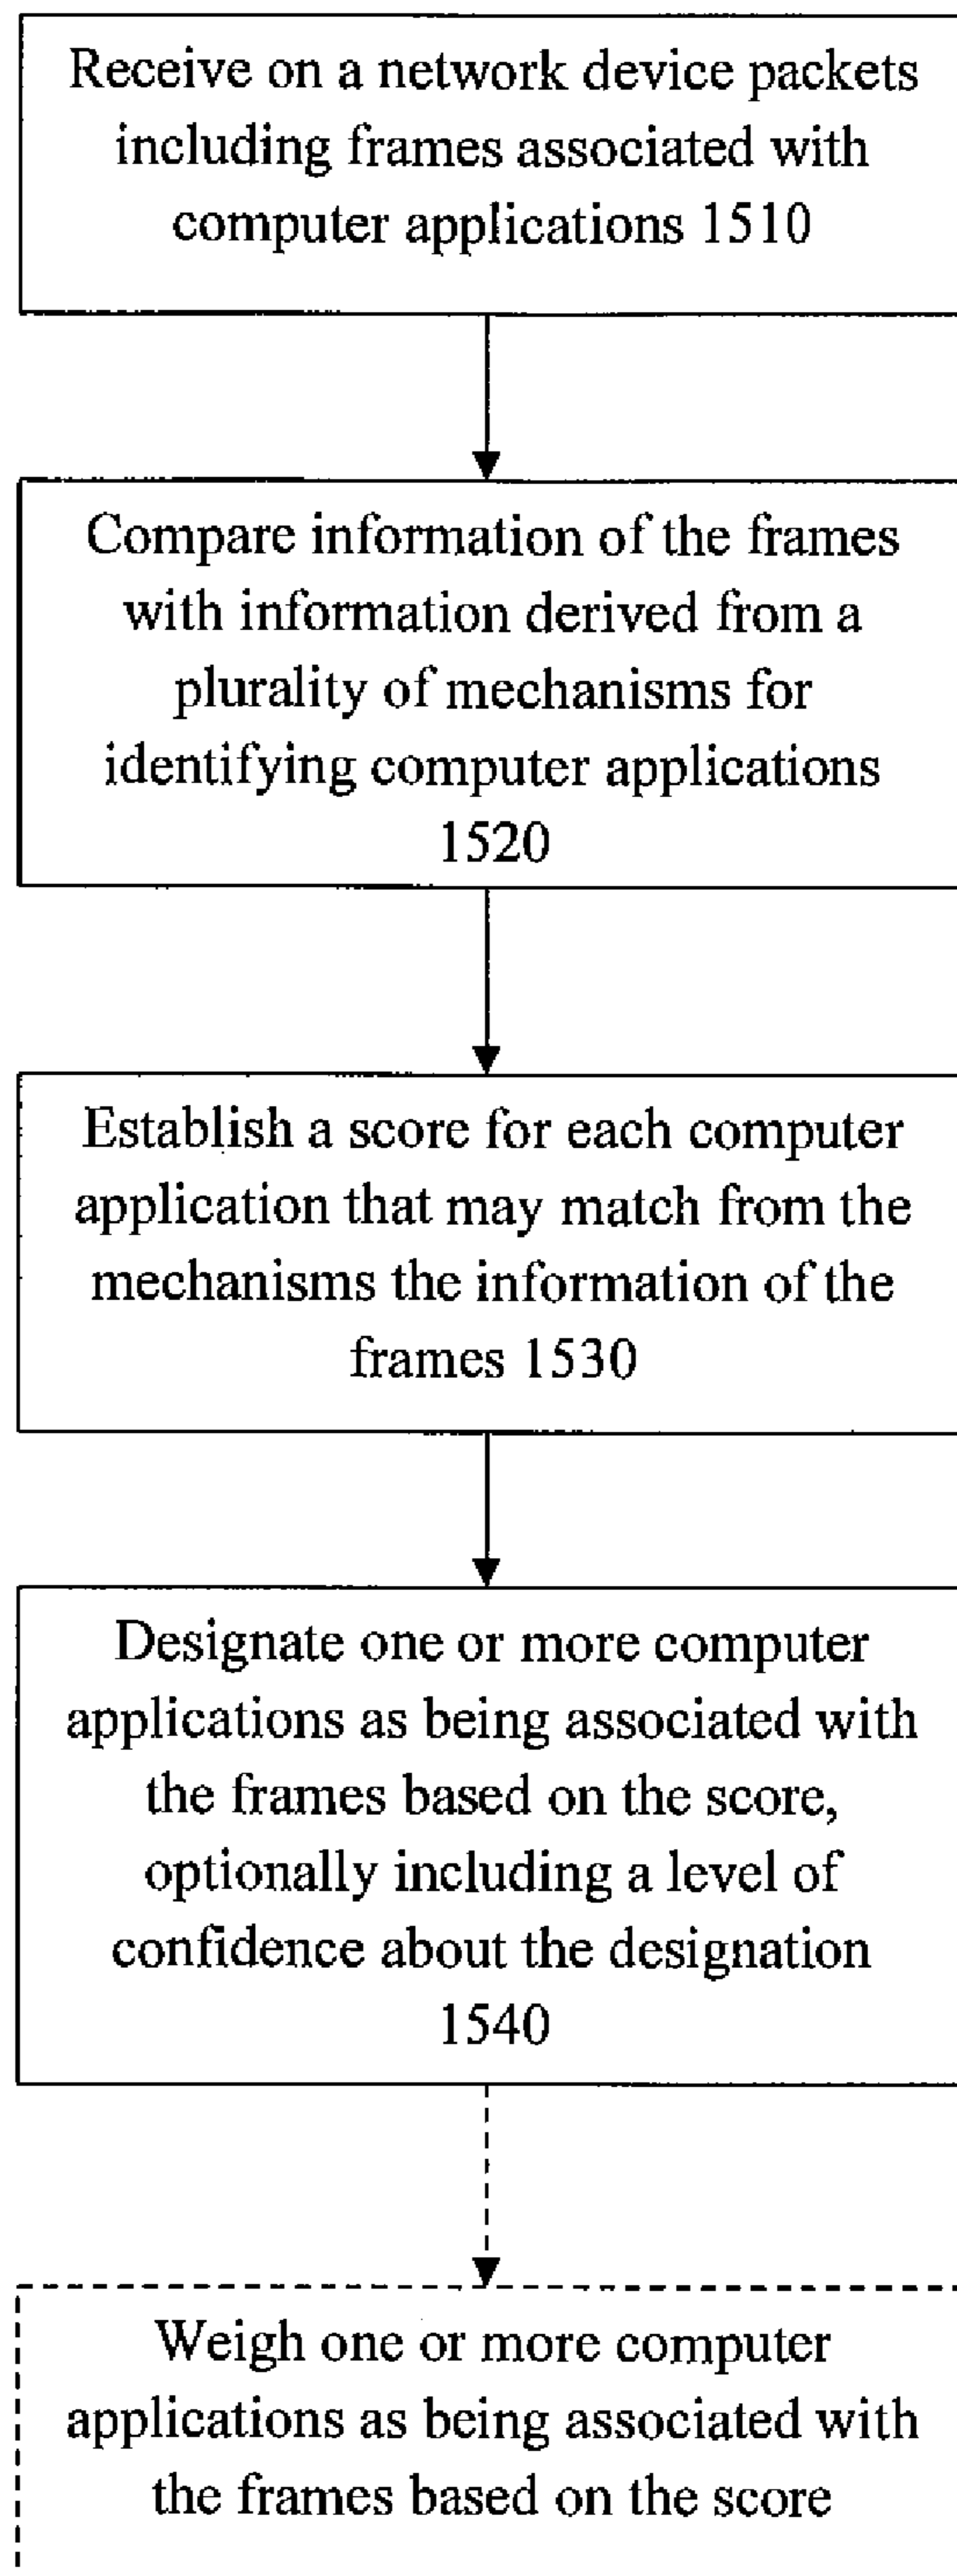 Receive on a network device packets
including frames associated with
computer applications 1510
Compare information of the frames
with information derived from a
plurality of mechanisms for
identifying computer applications
1520
Establish a score for each computer
application that may match from the
mechanisms the information of the
frames 1530
Designate one or more computer
applications as being associated with
the frames based on the score,
optionally including a level of
confidence about the designation
1540
Weigh one or more computer
applications as being associated with
the frames based on the score